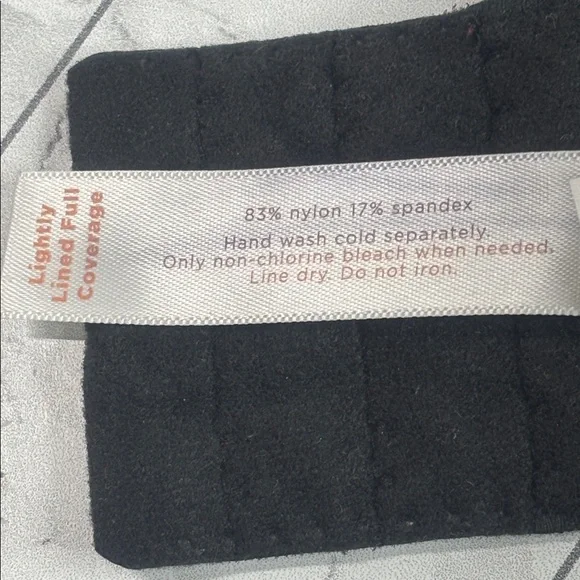 Lightly
Lined Full
Coverage
83% nylon 17% spandex
Hand wash cold separately.
Only non-chlorine bleach when needed.
Line dry. Do not iron.